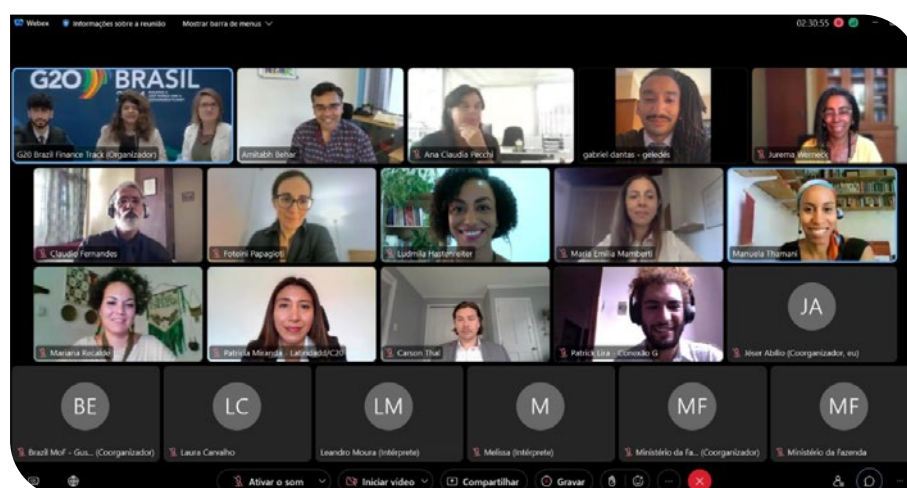 Webex Informações sobre a reunião Mostrar barra de menus 02:30:55
G20 BRASIL
G20 Brazil Finance Track (Organizador)
Amitabh Behar
Ana Claudia Pecchi
gabriel dantas - geledés
Jurema Werneck
Claudio Fernandes
Foteini Papagioti
Ludmila Hastenreiter
Maria Emilia Mamberti
Manuela Thamani
Mariana Recalde
Patricia Miranda - Latindadd/C20
Carson Thal
Patrick Lira - Conexão G
JA
Jéser Abílio (Coorganizador, eu)
BE
Brazil MoF - Gus... (Coorganizador)
LC
Laura Carvalho
LM
Leandro Moura (Intérprete)
M
Melissa (Intérprete)
MF
Ministério da Fa... (Coorganizador)
MF
Ministério da Fazenda
Ativar o som Iniciar vídeo Compartilhar Gravar